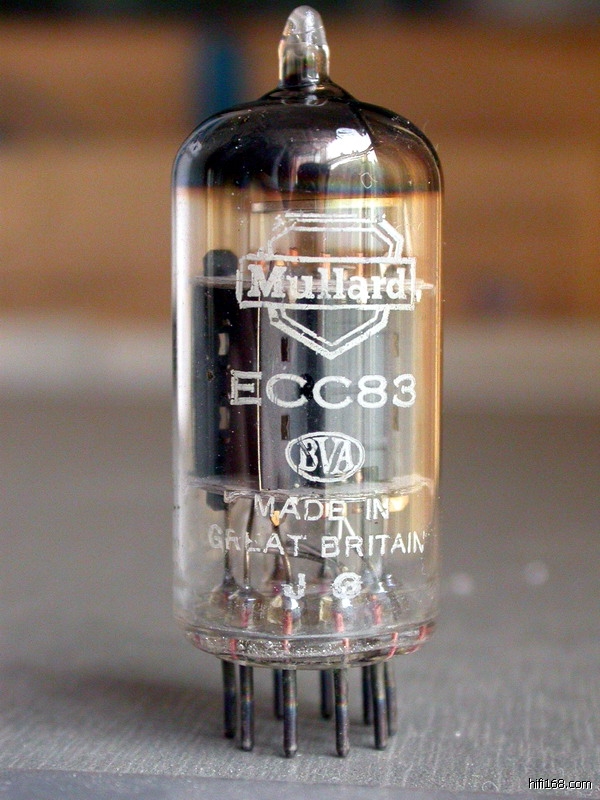 Mullard
ECC83
BVA
MADE IN
GREAT BRITAIN
J G
hifi168.com